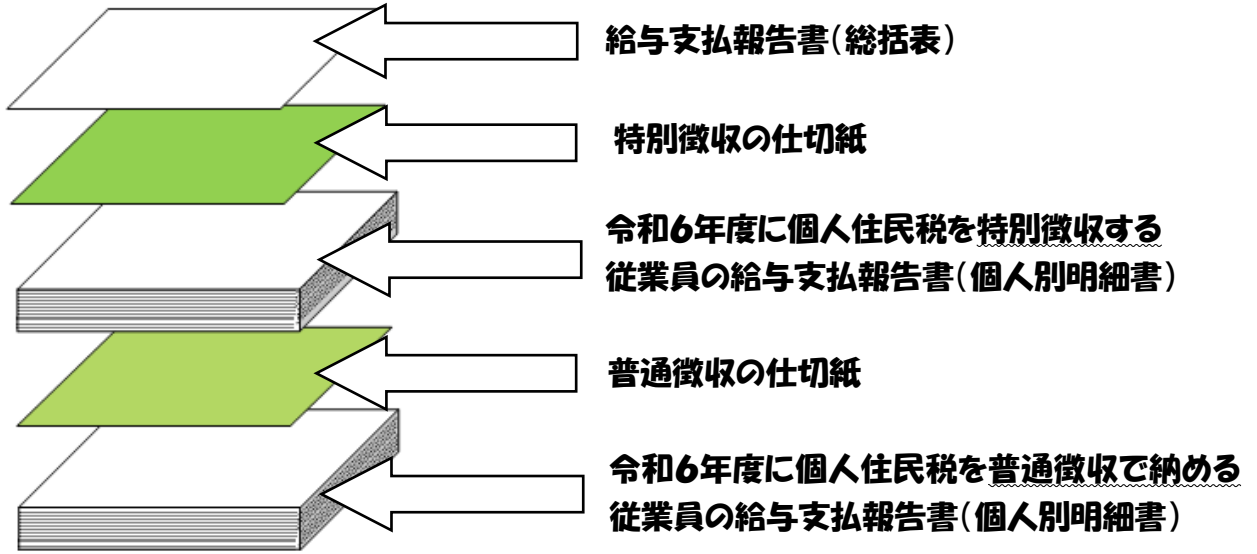 給与支払報告書(総括表)
特別徴収の仕切紙
令和6年度に個人住民税を特別徴収する
従業員の給与支払報告書(個人別明細書)
普通徴収の仕切紙
令和6年度に個人住民税を普通徴収で納める
従業員の給与支払報告書(個人別明細書)